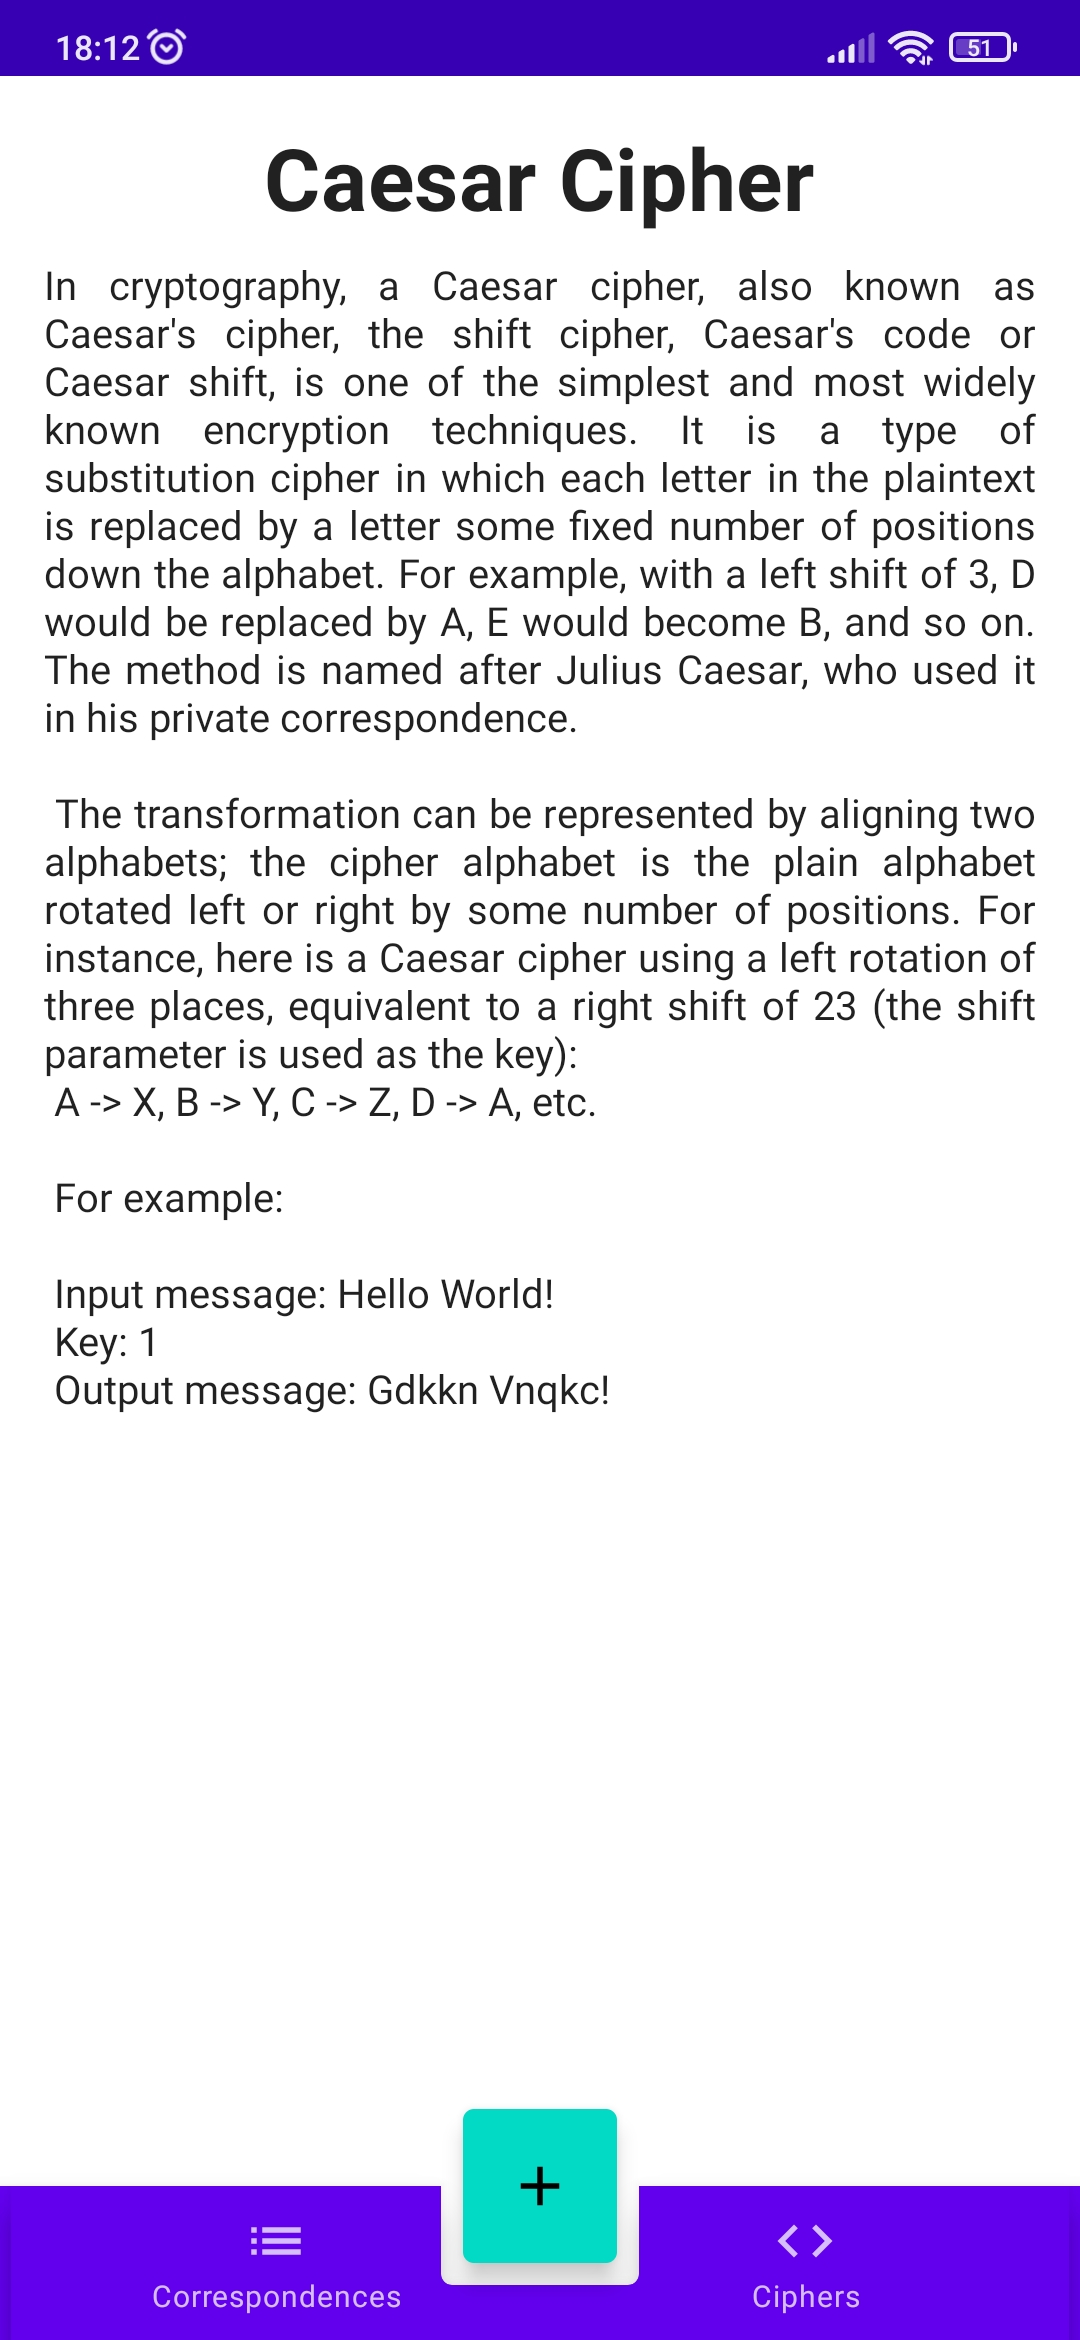 18:12
51
Caesar Cipher
In cryptography, a Caesar cipher, also known as
Caesar's cipher, the shift cipher, Caesar's code or
Caesar shift, is one of the simplest and most widely
known encryption techniques. It is a type of
substitution cipher in which each letter in the plaintext
is replaced by a letter some fixed number of positions
down the alphabet. For example, with a left shift of 3, D
would be replaced by A, E would become B, and so on.
The method is named after Julius Caesar, who used it
in his private correspondence.
The transformation can be represented by aligning two
alphabets; the cipher alphabet is the plain alphabet
rotated left or right by some number of positions. For
instance, here is a Caesar cipher using a left rotation of
three places, equivalent to a right shift of 23 (the shift
parameter is used as the key):
A -> X, B -> Y, C -> Z, D -> A, etc.
For example:
Input message: Hello World!
Key: 1
Output message: Gdkkn Vnqkc!
Correspondences
Ciphers